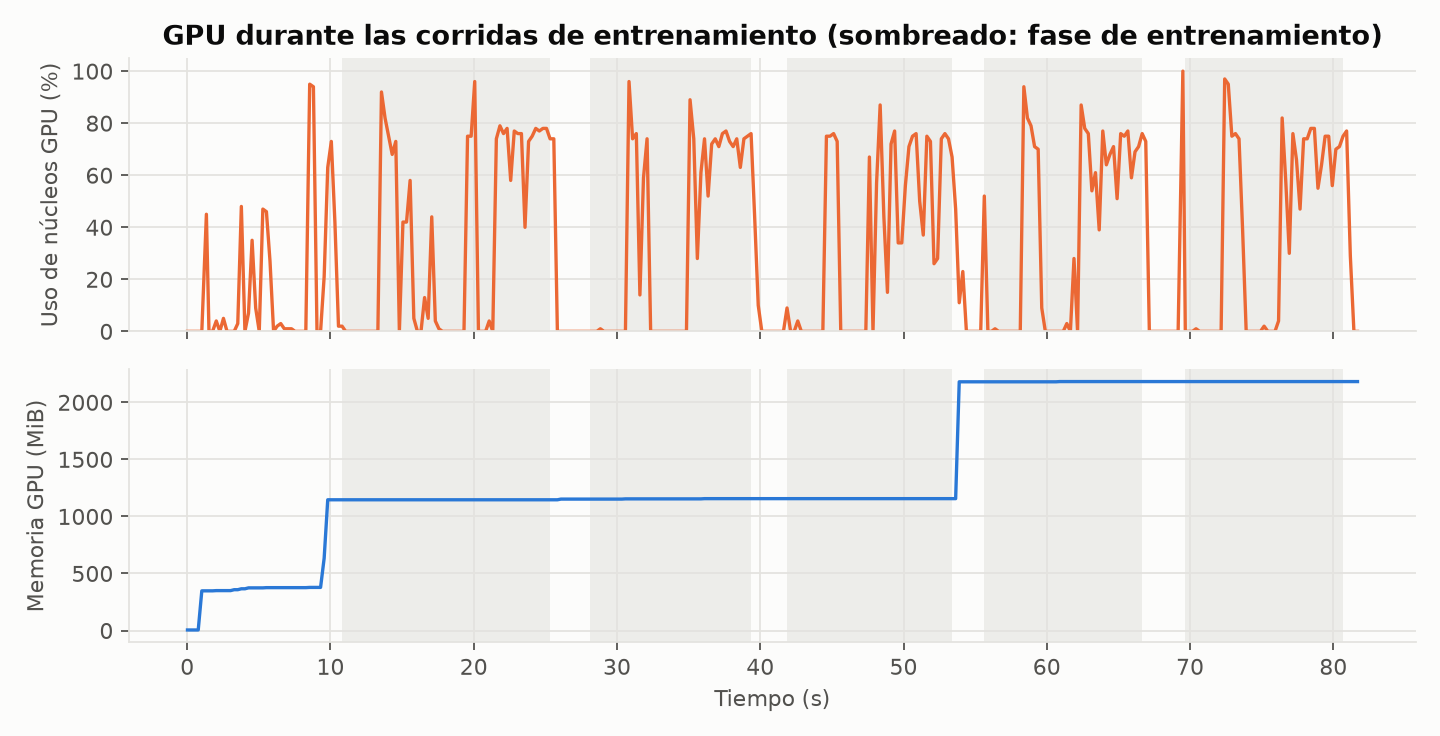 GPU durante las corridas de entrenamiento (sombreado: fase de entrenamiento)
Uso de núcleos GPU (%)
100
80
60
40
20
0
Memoria GPU (MiB)
2000
1500
1000
500
0
0 10 20 30 40 50 60 70 80
Tiempo (s)